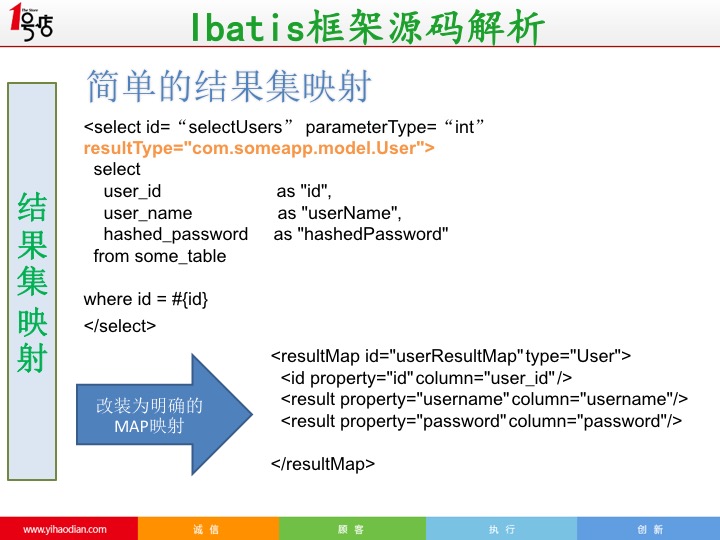 The Store
1号店
Ibatis框架源码解析
结果集映射
简单的结果集映射
<select id=“selectUsers” parameterType=“int”
resultType="com.someapp.model.User">
select
user_id as "id",
user_name as "userName",
hashed_password as "hashedPassword"
from some_table
where id = #{id}
</select>
改装为明确的
MAP映射
<resultMap id="userResultMap" type="User">
<id property="id" column="user_id" />
<result property="username" column="username"/>
<result property="password" column="password"/>
</resultMap>
www.yihaodian.com 诚 信 顾 客 执 行 创 新